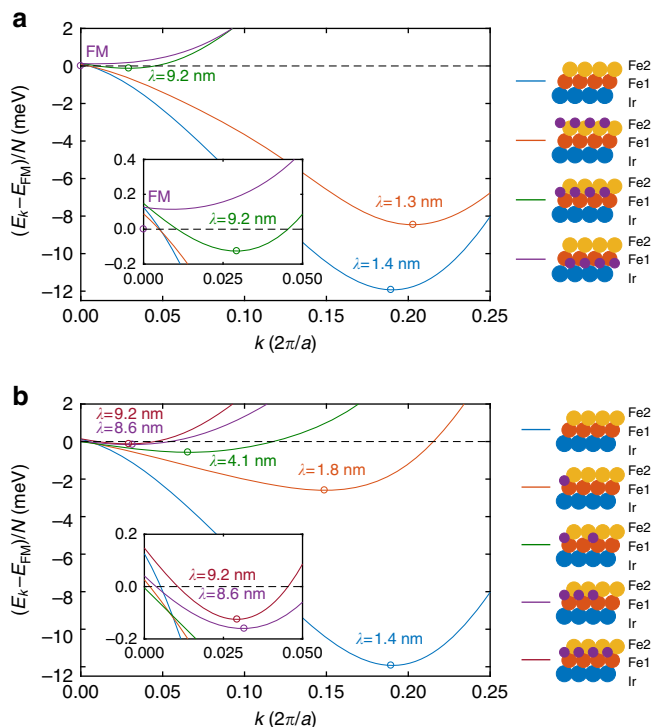 a
2
0
−2
−4
−6
−8
−10
−12
(E_k−E_FM)/N (meV)
FM
λ=9.2 nm
0.4
0.2
0.0
−0.2
FM
λ=9.2 nm
0.000
0.025
0.050
λ=1.3 nm
λ=1.4 nm
0.00
0.05
0.10
0.15
0.20
0.25
k (2π/a)
Fe2
Fe1
Ir
Fe2
Fe1
Ir
Fe2
Fe1
Ir
Fe2
Fe1
Ir
b
2
0
−2
−4
−6
−8
−10
−12
(E_k−E_FM)/N (meV)
λ=9.2 nm
λ=8.6 nm
λ=4.1 nm
λ=1.8 nm
0.2
0.0
−0.2
λ=9.2 nm
λ=8.6 nm
0.000
0.025
0.050
λ=1.4 nm
0.00
0.05
0.10
0.15
0.20
0.25
k (2π/a)
Fe2
Fe1
Ir
Fe2
Fe1
Ir
Fe2
Fe1
Ir
Fe2
Fe1
Ir
Fe2
Fe1
Ir